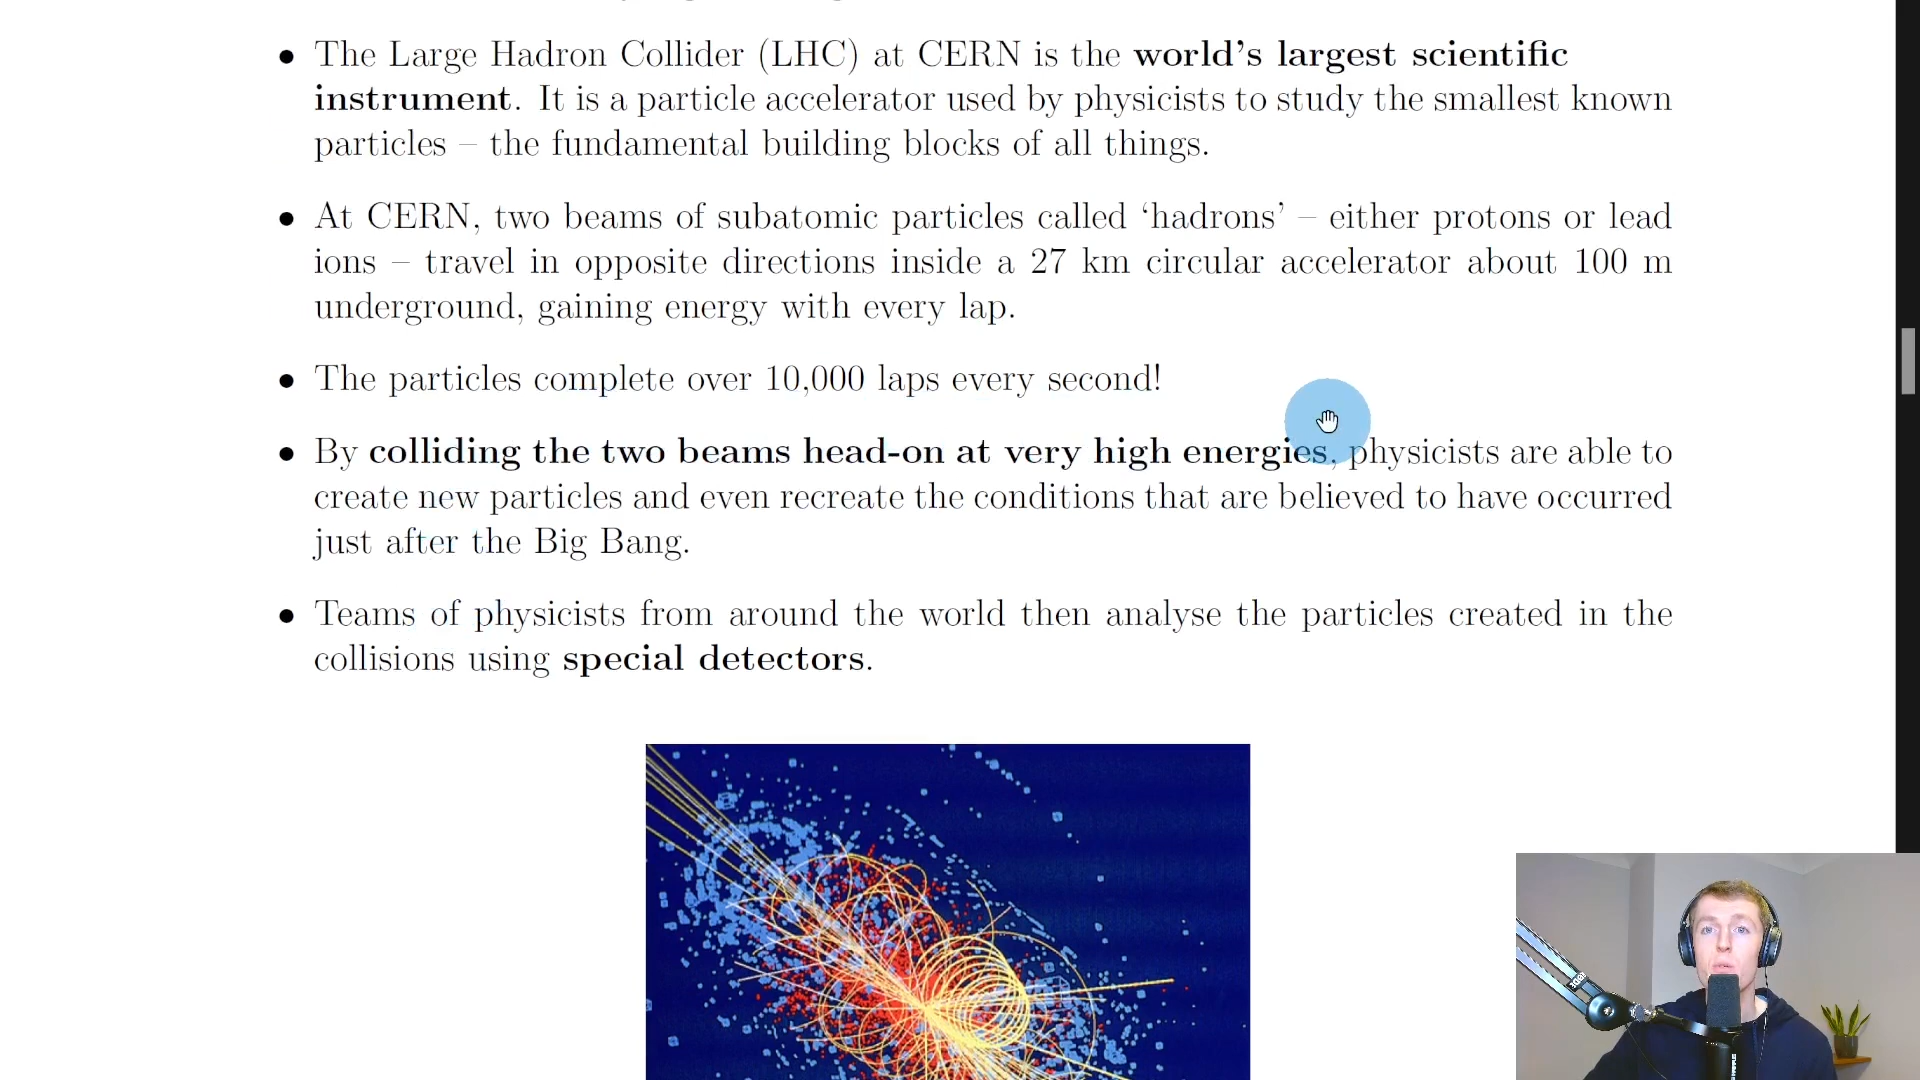 • The Large Hadron Collider (LHC) at CERN is the world's largest scientific
instrument. It is a particle accelerator used by physicists to study the smallest known
particles – the fundamental building blocks of all things.
• At CERN, two beams of subatomic particles called ‘hadrons’ – either protons or lead
ions – travel in opposite directions inside a 27 km circular accelerator about 100 m
underground, gaining energy with every lap.
• The particles complete over 10,000 laps every second!
• By colliding the two beams head-on at very high energies, physicists are able to
create new particles and even recreate the conditions that are believed to have occurred
just after the Big Bang.
• Teams of physicists from around the world then analyse the particles created in the
collisions using special detectors.